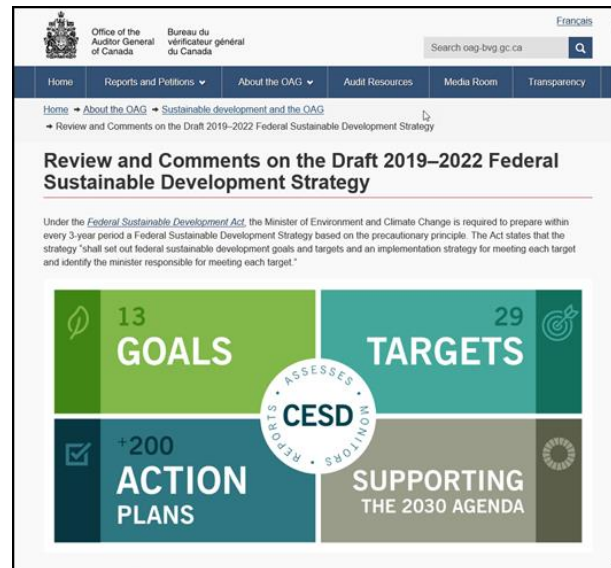 Français
Office of the
Auditor General
of Canada
Bureau du
vérificateur général
du Canada
Search oag-bvg.gc.ca
Home
Reports and Petitions
About the OAG
Audit Resources
Media Room
Transparency
Home ➔ About the OAG ➔ Sustainable development and the OAG
➔ Review and Comments on the Draft 2019–2022 Federal Sustainable Development Strategy
Review and Comments on the Draft 2019–2022 Federal
Sustainable Development Strategy
Under the Federal Sustainable Development Act, the Minister of Environment and Climate Change is required to prepare within
every 3-year period a Federal Sustainable Development Strategy based on the precautionary principle. The Act states that the
strategy "shall set out federal sustainable development goals and targets and an implementation strategy for meeting each target
and identify the minister responsible for meeting each target."
13
GOALS
29
TARGETS
CESD
ASSESSES • MONITORS • REPORTS •
+200
ACTION
PLANS
SUPPORTING
THE 2030 AGENDA